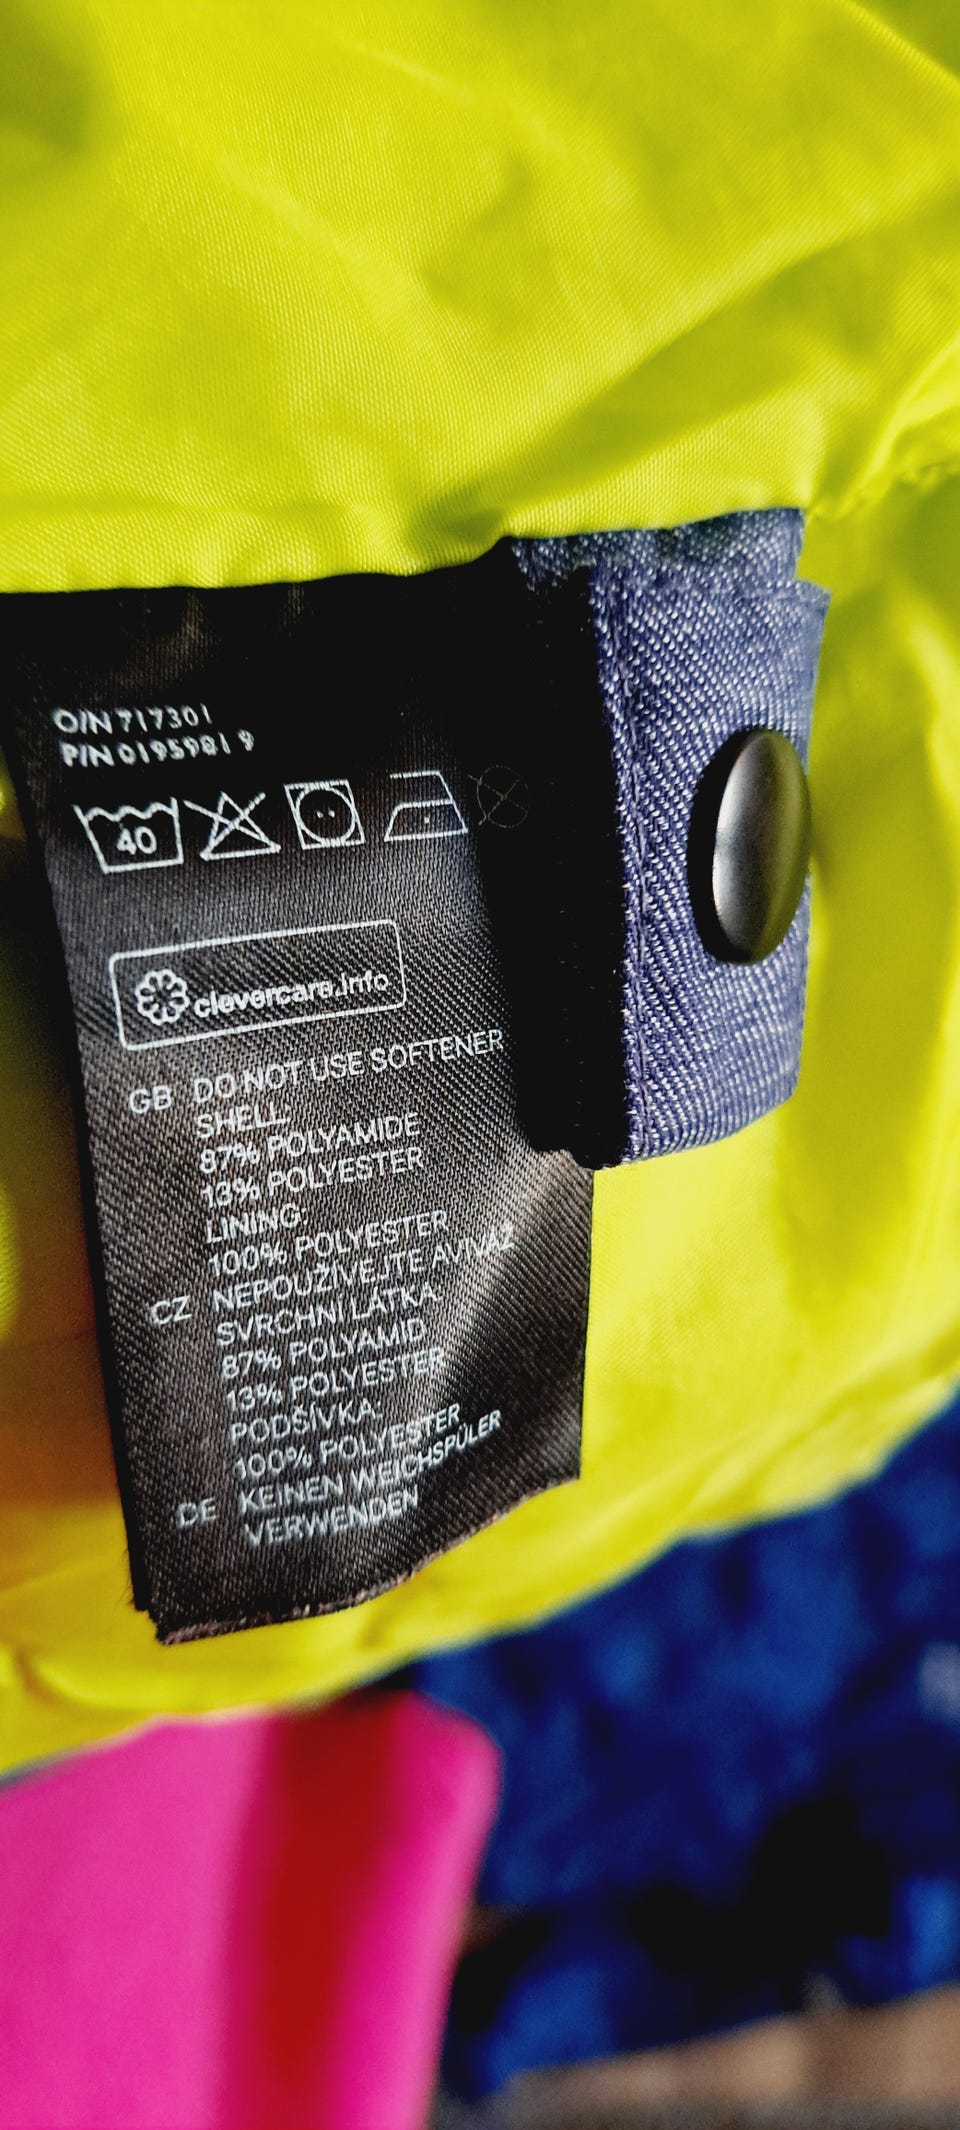 O/N 717301
P/N 0195981 9
40
clevercare.info
GB DO NOT USE SOFTENER
SHELL:
87% POLYAMIDE
13% POLYESTER
LINING:
100% POLYESTER
CZ NEPOUŽÍVEJTE AVIVÁŽ
SVRCHNÍ LÁTKA:
87% POLYAMID
13% POLYESTER
PODŠÍVKA:
100% POLYESTER
DE KEINEN WEICHSPÜLER
VERWENDEN